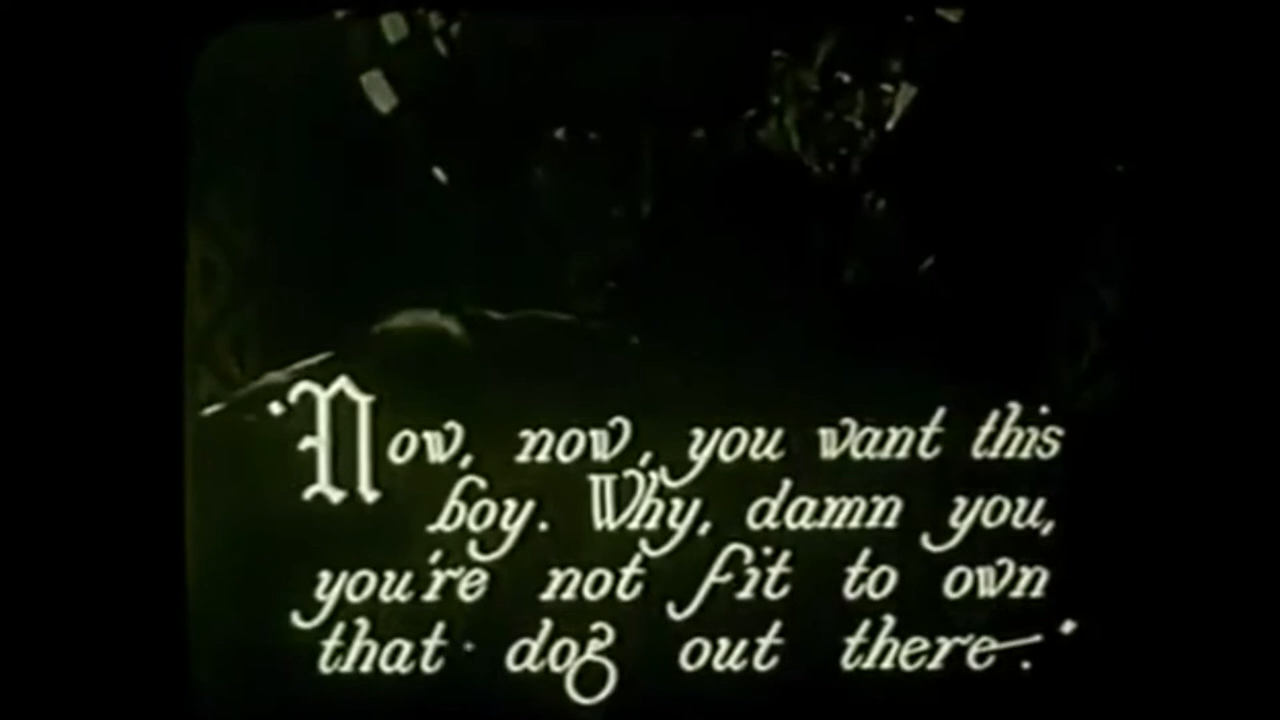 "Now, now, you want this
boy. Why, damn you,
you're not fit to own
that dog out there."